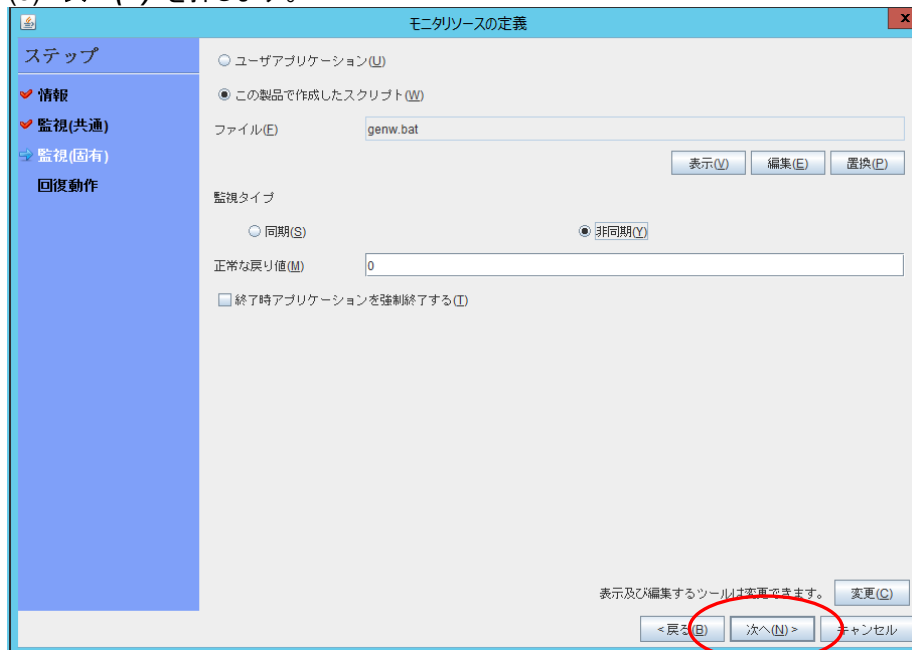 モニタリソースの定義
x
ステップ
情報
監視(共通)
監視(固有)
回復動作
ユーザアプリケーション(U)
この製品で作成したスクリプト(W)
ファイル(F) genw.bat
表示(V) 編集(E) 置換(P)
監視タイプ
同期(S) 非同期(Y)
正常な戻り値(M) 0
終了時アプリケーションを強制終了する(T)
表示及び編集するツールは変更できます。 変更(C)
<戻る(B) 次へ(N)> キャンセル